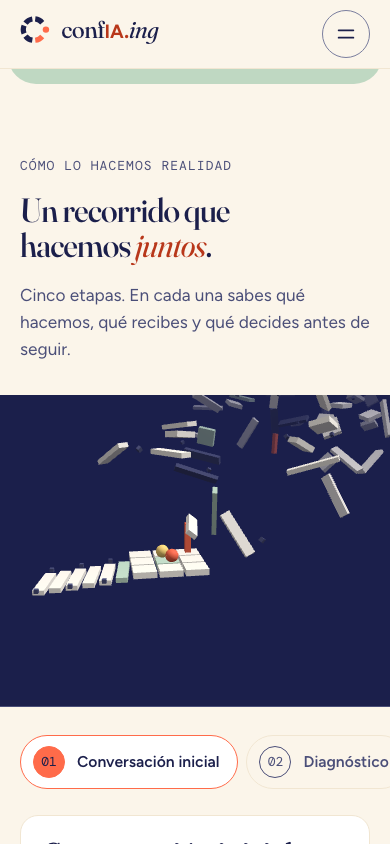 confIA.ing
CÓMO LO HACEMOS REALIDAD
Un recorrido que
hacemos juntos.
Cinco etapas. En cada una sabes qué
hacemos, qué recibes y qué decides antes de
seguir.
01 Conversación inicial
02 Diagnóstico